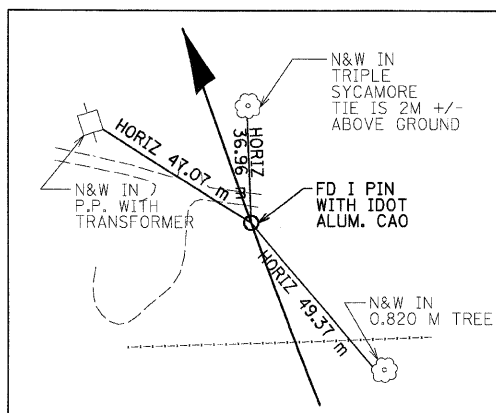 N&W IN
TRIPLE
SYCAMORE
TIE IS 2M +/-
ABOVE GROUND
HORIZ 47.07 m
HORIZ
36.96 m
N&W IN
P.P. WITH
TRANSFORMER
FD I PIN
WITH IDOT
ALUM. CAO
HORIZ 49.37 m
N&W IN
0.820 M TREE